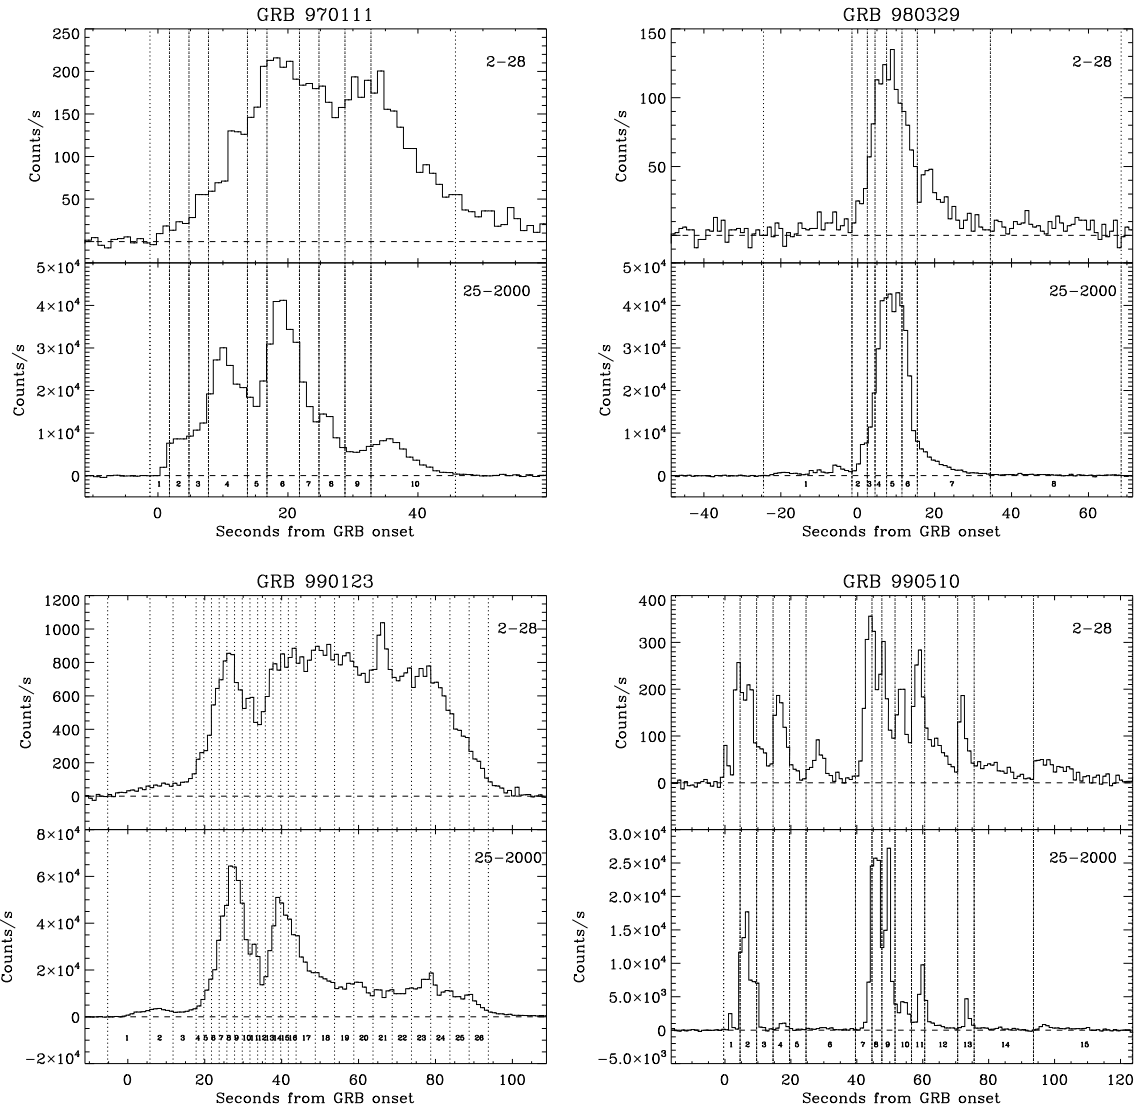 GRB 970111
250
200
150
100
50
0
Counts/s
2-28
5×10⁴
4×10⁴
3×10⁴
2×10⁴
1×10⁴
0
Counts/s
25-2000
1 2 3 4 5 6 7 8 9 10
0 20 40
Seconds from GRB onset
GRB 980329
150
100
50
0
Counts/s
2-28
5×10⁴
4×10⁴
3×10⁴
2×10⁴
1×10⁴
0
Counts/s
25-2000
1 2 3 4 5 6 7 8
-40 -20 0 20 40 60
Seconds from GRB onset
GRB 990123
1200
1000
800
600
400
200
0
Counts/s
2-28
8×10⁴
6×10⁴
4×10⁴
2×10⁴
0
-2×10⁴
Counts/s
25-2000
1 2 3 4 5 6 7 8 9 10 11 12 13 14 15 16 17 18 19 20 21 22 23 24 25 26
0 20 40 60 80 100
Seconds from GRB onset
GRB 990510
400
300
200
100
0
Counts/s
2-28
3.0×10⁴
2.5×10⁴
2.0×10⁴
1.5×10⁴
1.0×10⁴
5.0×10³
0
-5.0×10³
Counts/s
25-2000
1 2 3 4 5 6 7 8 9 10 11 12 13 14 15
0 20 40 60 80 100 120
Seconds from GRB onset